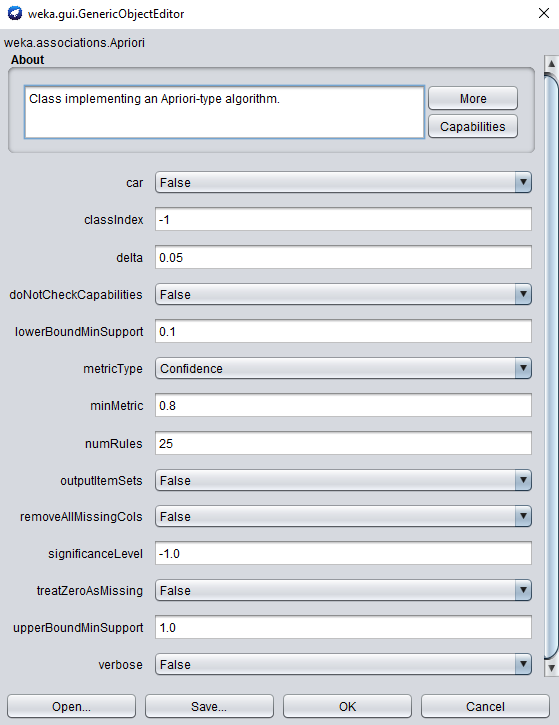 weka.gui.GenericObjectEditor
weka.associations.Apriori
About
Class implementing an Apriori-type algorithm.
More
Capabilities
car False
classIndex -1
delta 0.05
doNotCheckCapabilities False
lowerBoundMinSupport 0.1
metricType Confidence
minMetric 0.8
numRules 25
outputItemSets False
removeAllMissingCols False
significanceLevel -1.0
treatZeroAsMissing False
upperBoundMinSupport 1.0
verbose False
Open... Save... OK Cancel